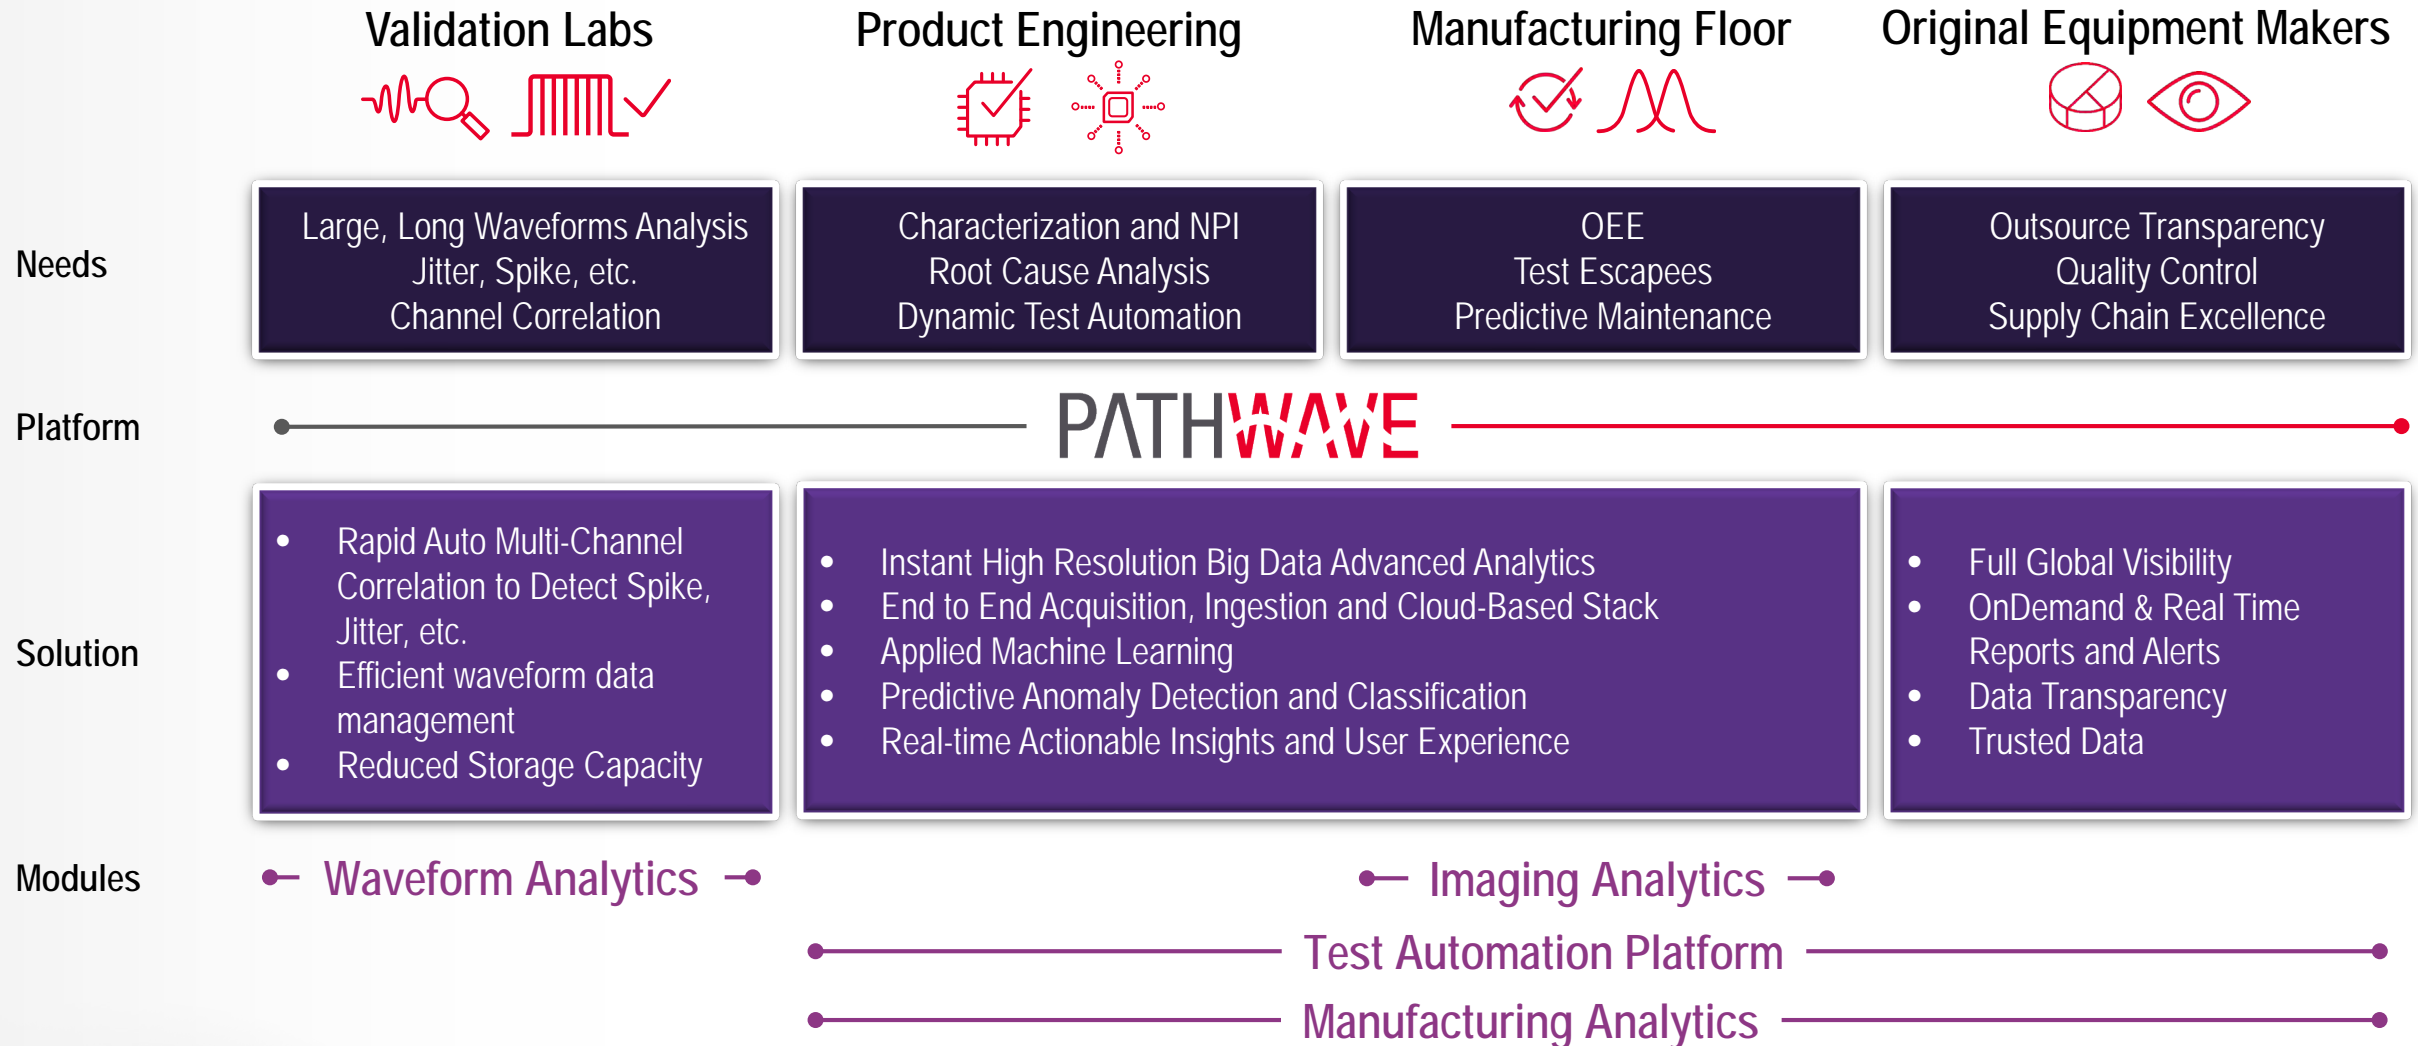 Validation Labs
Product Engineering
Manufacturing Floor
Original Equipment Makers
Needs
Large, Long Waveforms Analysis
Jitter, Spike, etc.
Channel Correlation
Characterization and NPI
Root Cause Analysis
Dynamic Test Automation
OEE
Test Escapees
Predictive Maintenance
Outsource Transparency
Quality Control
Supply Chain Excellence
Platform
PATHWAVE
Solution
• Rapid Auto Multi-Channel
Correlation to Detect Spike,
Jitter, etc.
• Efficient waveform data
management
• Reduced Storage Capacity
• Instant High Resolution Big Data Advanced Analytics
• End to End Acquisition, Ingestion and Cloud-Based Stack
• Applied Machine Learning
• Predictive Anomaly Detection and Classification
• Real-time Actionable Insights and User Experience
• Full Global Visibility
• OnDemand & Real Time
Reports and Alerts
• Data Transparency
• Trusted Data
Modules
Waveform Analytics
Imaging Analytics
Test Automation Platform
Manufacturing Analytics